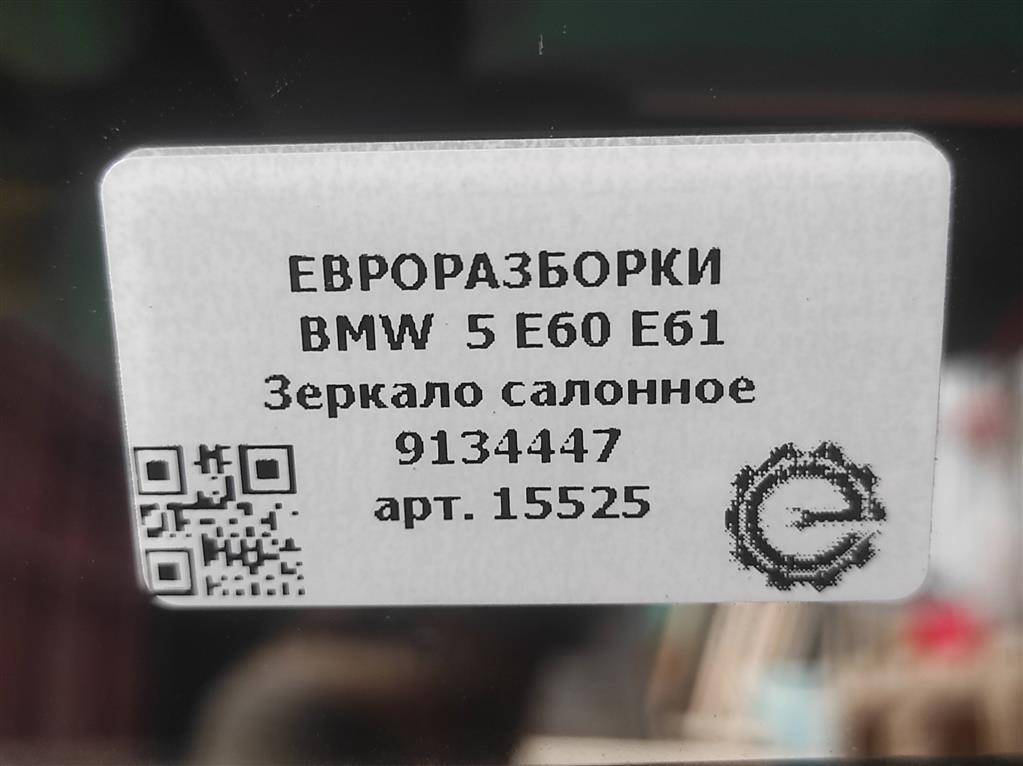 ЕВРОРАЗБОРКИ
BMW 5 E60 E61
Зеркало салонное
9134447
арт. 15525